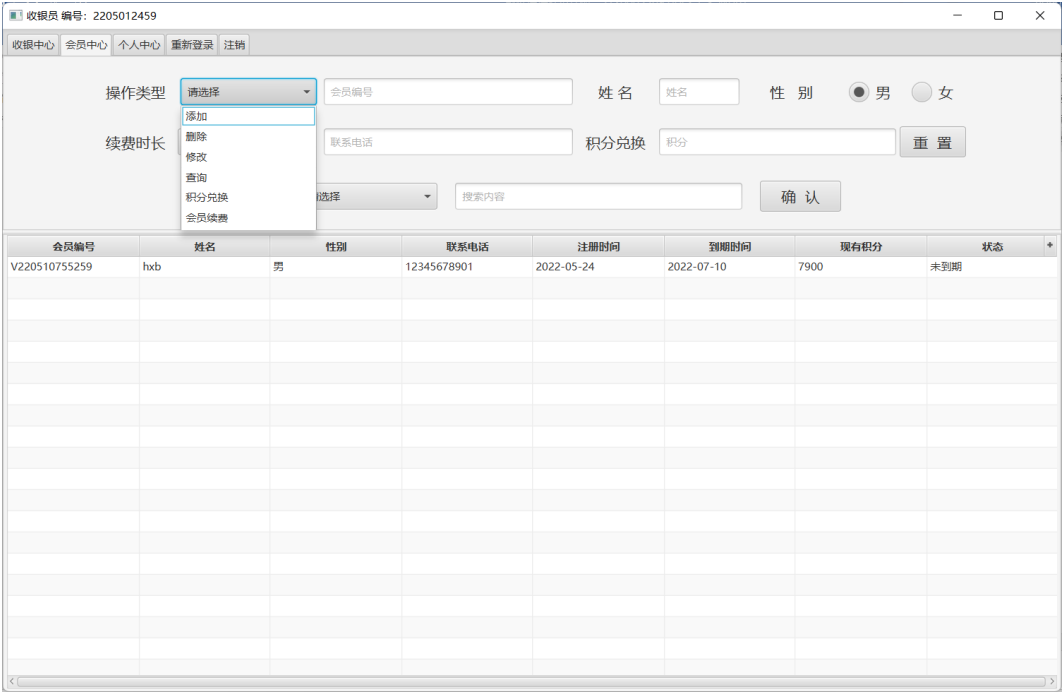 收银员 编号：2205012459
收银中心 会员中心 个人中心 重新登录 注销
操作类型 请选择 会员编号 姓 名 姓名 性 别 男 女
添加
删除
续费时长 联系电话 积分兑换 积分 重 置
修改
查询
积分兑换 选择 搜索内容 确 认
会员续费
会员编号 姓名 性别 联系电话 注册时间 到期时间 现有积分 状态 +
V220510755259 hxb 男 12345678901 2022-05-24 2022-07-10 7900 未到期